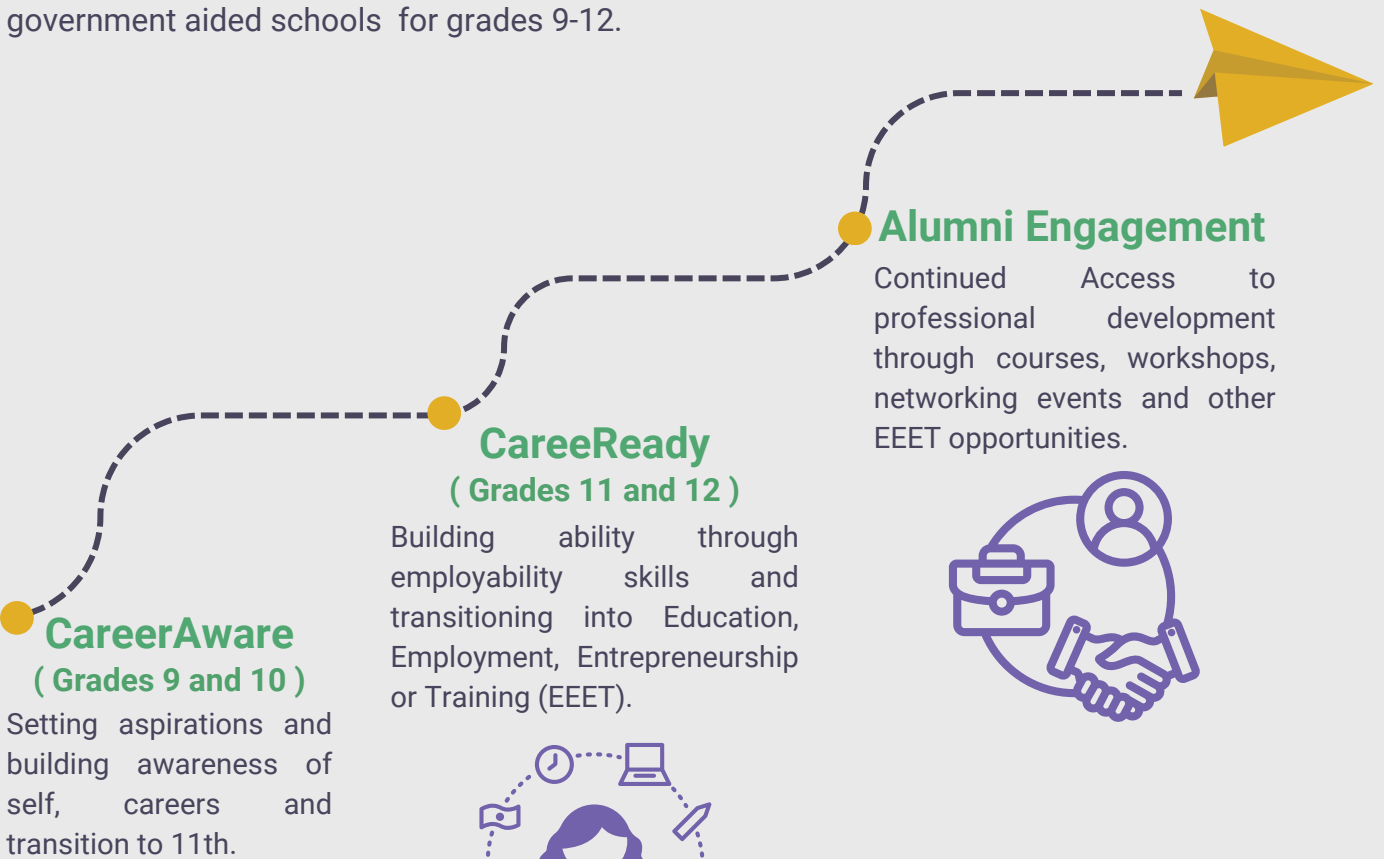 government aided schools for grades 9-12.
CareerAware
( Grades 9 and 10 )
Setting aspirations and
building awareness of
self, careers and
transition to 11th.
CareeReady
( Grades 11 and 12 )
Building ability through
employability skills and
transitioning into Education,
Employment, Entrepreneurship
or Training (EEET).
Alumni Engagement
Continued Access to
professional development
through courses, workshops,
networking events and other
EEET opportunities.